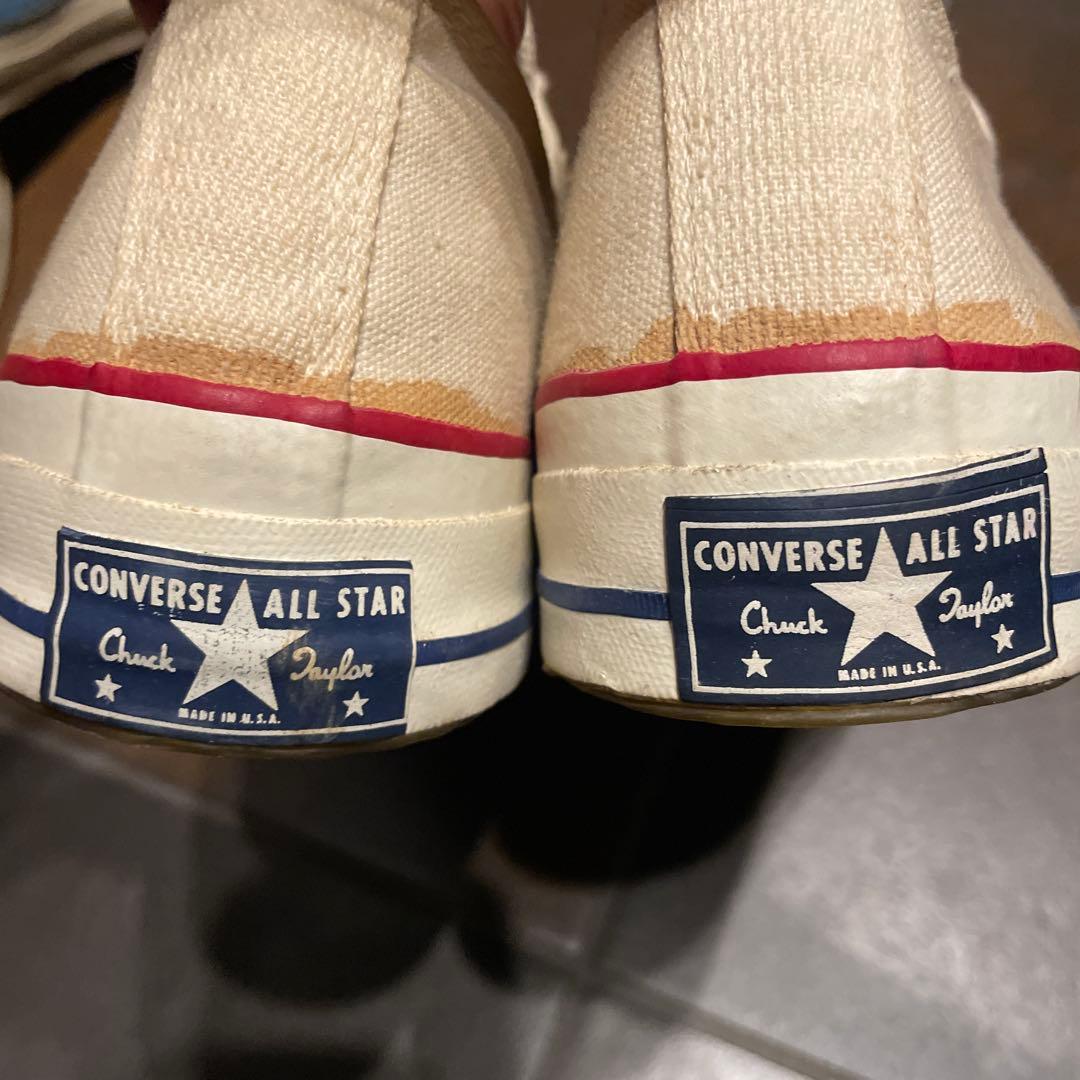 CONVERSE ALL STAR
Chuck Taylor
MADE IN U.S.A.
CONVERSE ALL STAR
Chuck Taylor
MADE IN U.S.A.